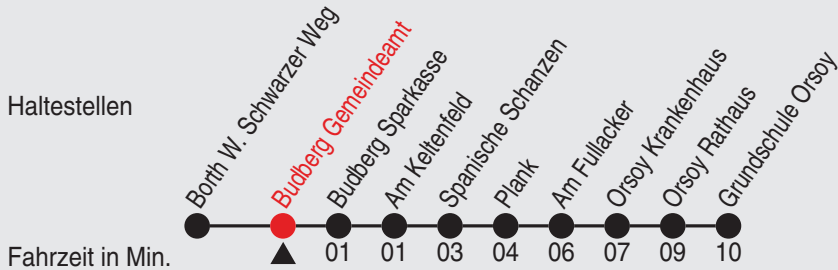 Haltestellen
Borth W. Schwarzer Weg
Budberg Gemeindeamt
Budberg Sparkasse
Am Keltenfeld
Spanische Schanzen
Plank
Am Fullacker
Orsoy Krankenhaus
Orsoy Rathaus
Grundschule Orsoy
Fahrzeit in Min. 01 01 03 04 06 07 09 10